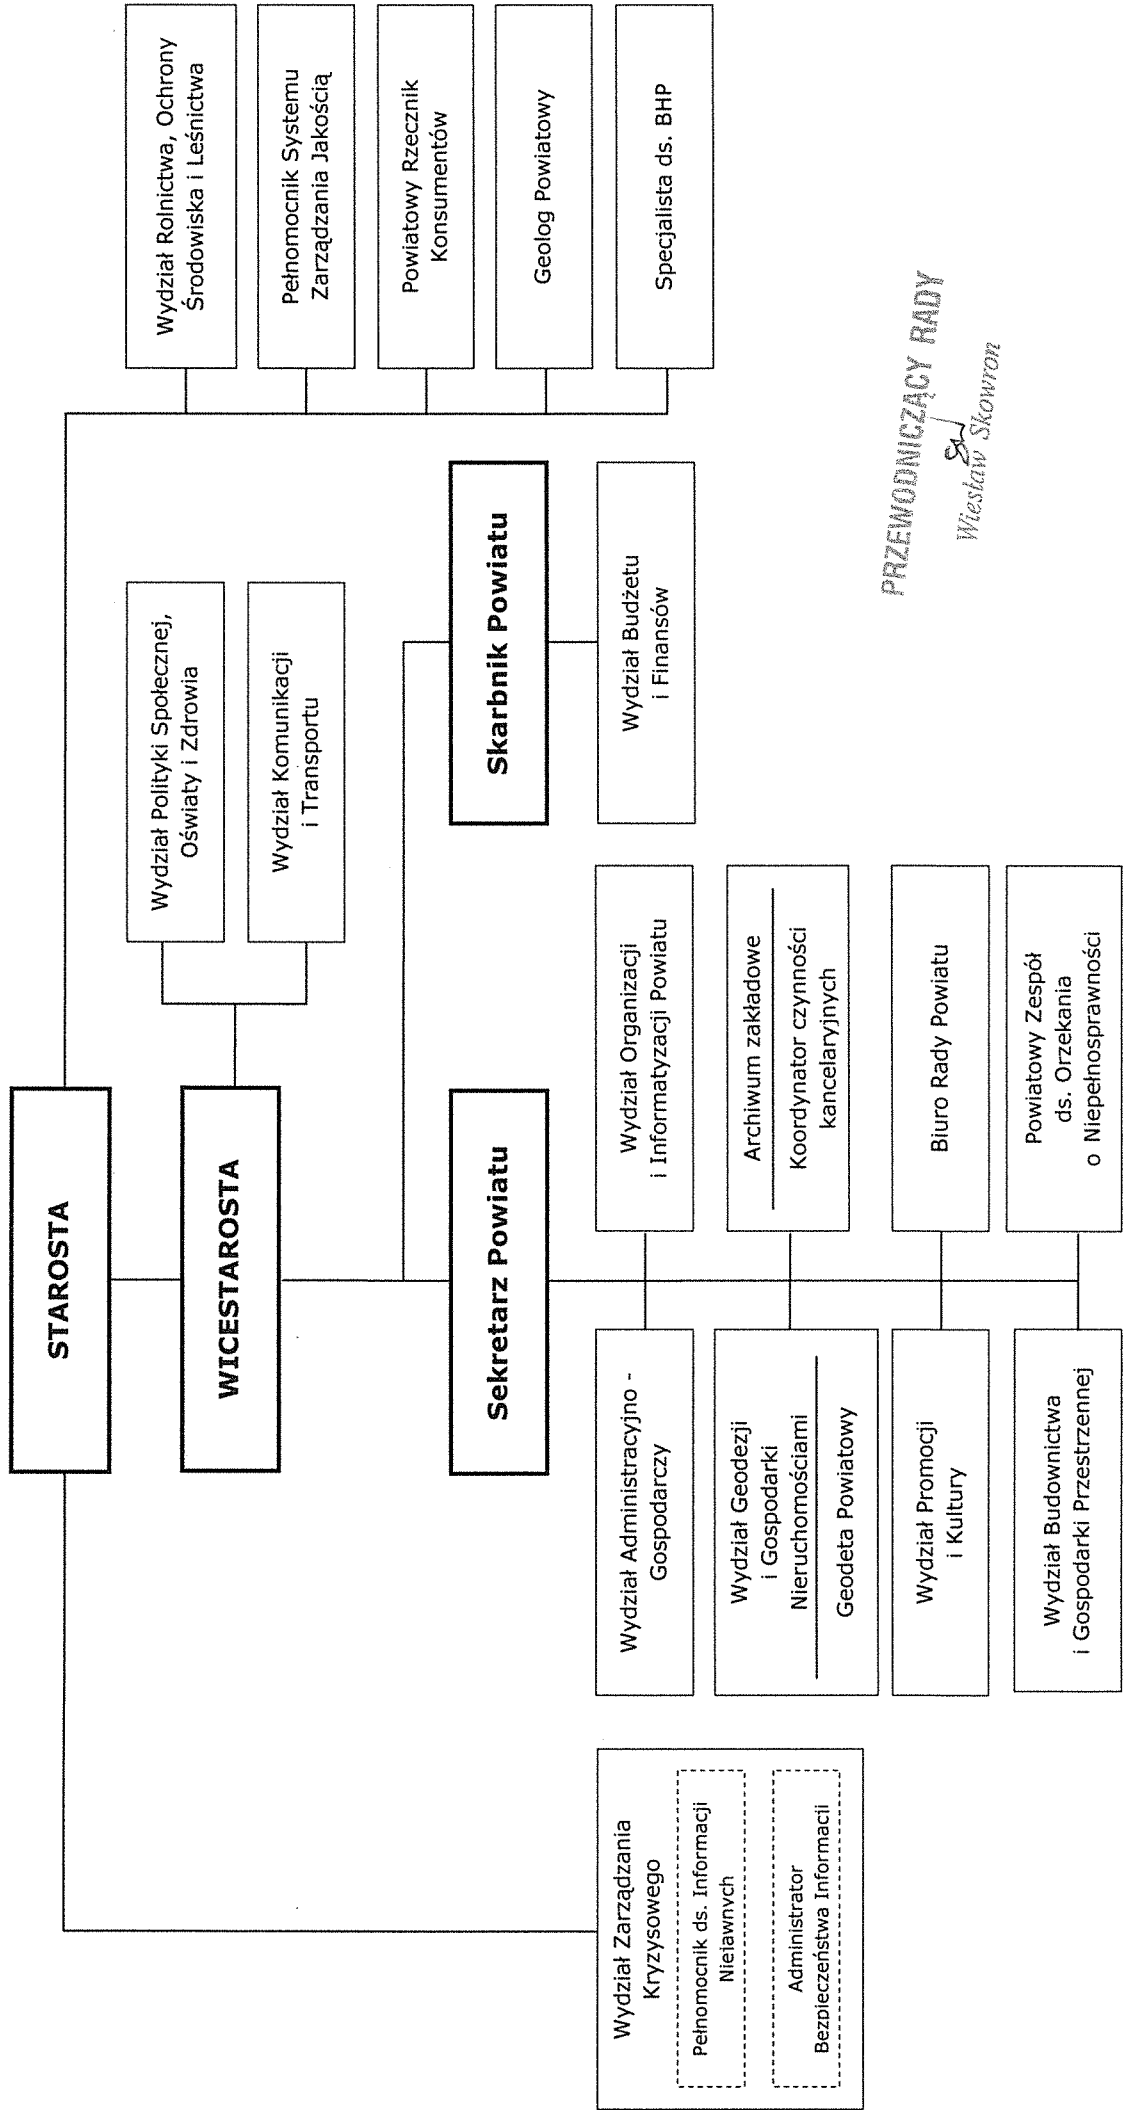 STAROSTA
WICESTAROSTA
Wydział Polityki Społecznej,
Oświaty i Zdrowia
Wydział Komunikacji
i Transportu
Wydział Rolnictwa, Ochrony
Środowiska i Leśnictwa
Pełnomocnik Systemu
Zarządzania Jakością
Powiatowy Rzecznik
Konsumentów
Geolog Powiatowy
Specjalista ds. BHP
Sekretarz Powiatu
Skarbnik Powiatu
Wydział Budżetu
i Finansów
Wydział Zarządzania
Kryzysowego
Pełnomocnik ds. Informacji
Niejawnych
Administrator
Bezpieczeństwa Informacji
Wydział Administracyjno -
Gospodarczy
Wydział Organizacji
i Informatyzacji Powiatu
Wydział Geodezji
i Gospodarki
Nieruchomościami
Geodeta Powiatowy
Archiwum zakładowe
Koordynator czynności
kancelaryjnych
Wydział Promocji
i Kultury
Biuro Rady Powiatu
Wydział Budownictwa
i Gospodarki Przestrzennej
Powiatowy Zespół
ds. Orzekania
o Niepełnosprawności
PRZEWODNICZĄCY RADY
Wiesław Skowron